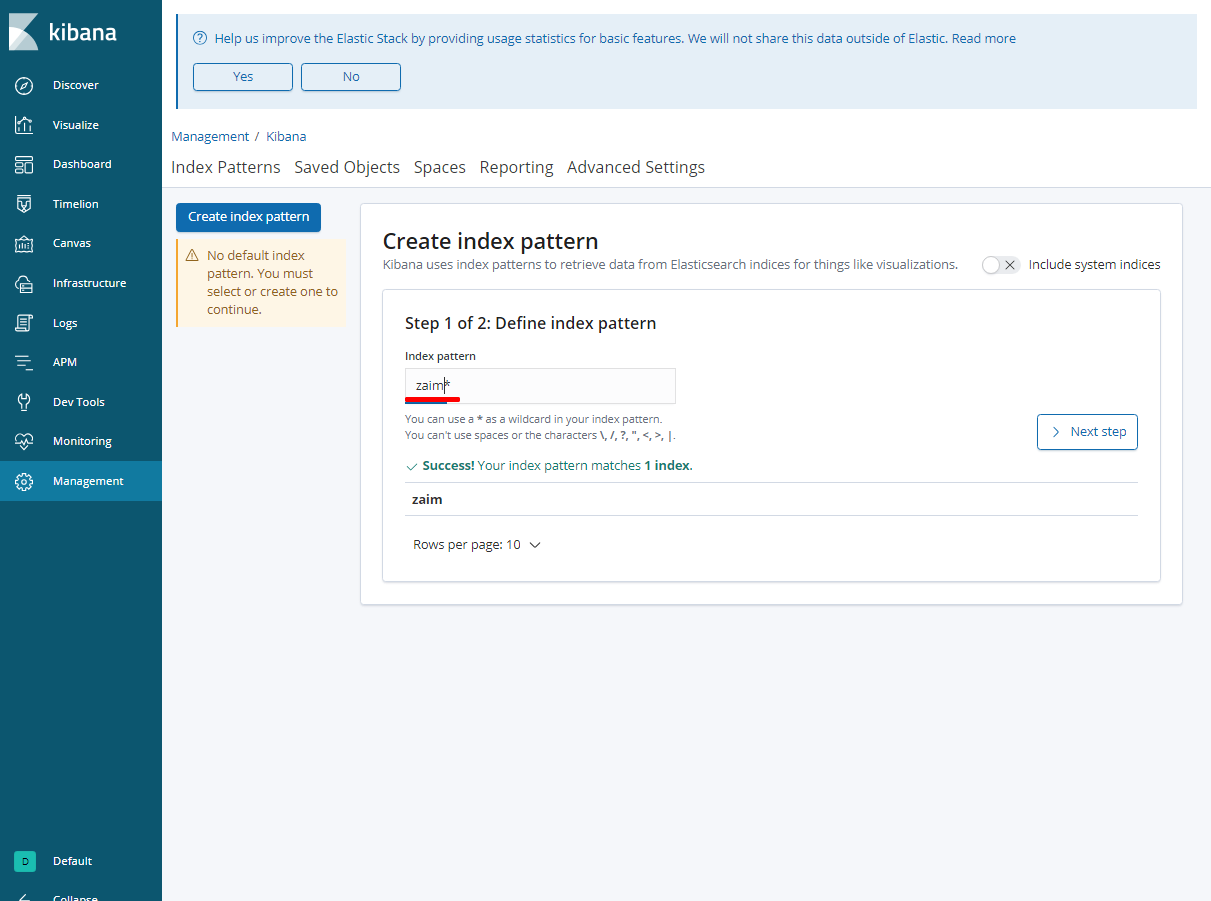 kibana
Discover
Visualize
Dashboard
Timelion
Canvas
Infrastructure
Logs
APM
Dev Tools
Monitoring
Management
D Default
Collapse
Help us improve the Elastic Stack by providing usage statistics for basic features. We will not share this data outside of Elastic. Read more
Yes No
Management / Kibana
Index Patterns Saved Objects Spaces Reporting Advanced Settings
Create index pattern
No default index
pattern. You must
select or create one to
continue.
Create index pattern
Kibana uses index patterns to retrieve data from Elasticsearch indices for things like visualizations.
Include system indices
Step 1 of 2: Define index pattern
Index pattern
zaim*
You can use a * as a wildcard in your index pattern.
You can't use spaces or the characters \, /, ?, ", <, >, |.
Next step
Success! Your index pattern matches 1 index.
zaim
Rows per page: 10